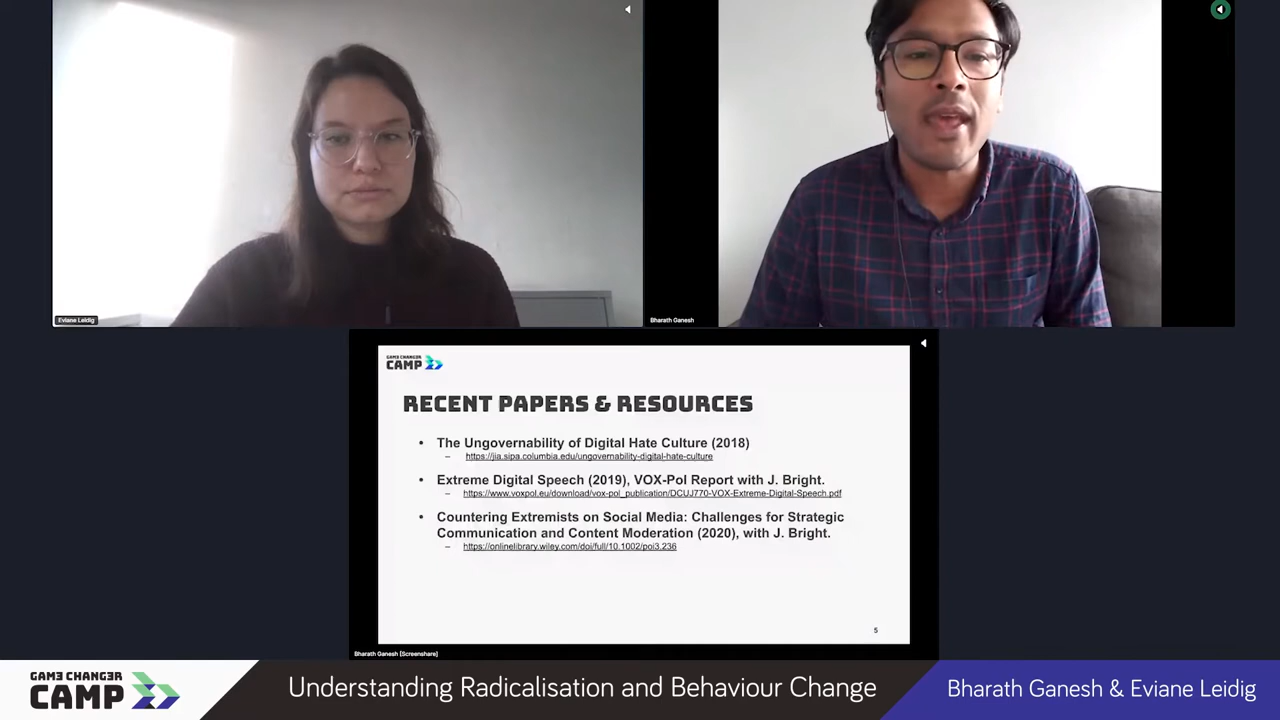 Eviane Leidig
Bharath Ganesh
GAME CHANGER
CAMP
RECENT PAPERS & RESOURCES
• The Ungovernability of Digital Hate Culture (2018)
– https://jia.sipa.columbia.edu/ungovernability-digital-hate-culture
• Extreme Digital Speech (2019), VOX-Pol Report with J. Bright.
– https://www.voxpol.eu/download/vox-pol_publication/DCUJ770-VOX-Extreme-Digital-Speech.pdf
• Countering Extremists on Social Media: Challenges for Strategic
Communication and Content Moderation (2020), with J. Bright.
– https://onlinelibrary.wiley.com/doi/full/10.1002/poi3.236
5
Bharath Ganesh [Screenshare]
GAM3 CHANG3R
CAMP
Understanding Radicalisation and Behaviour Change
Bharath Ganesh & Eviane Leidig